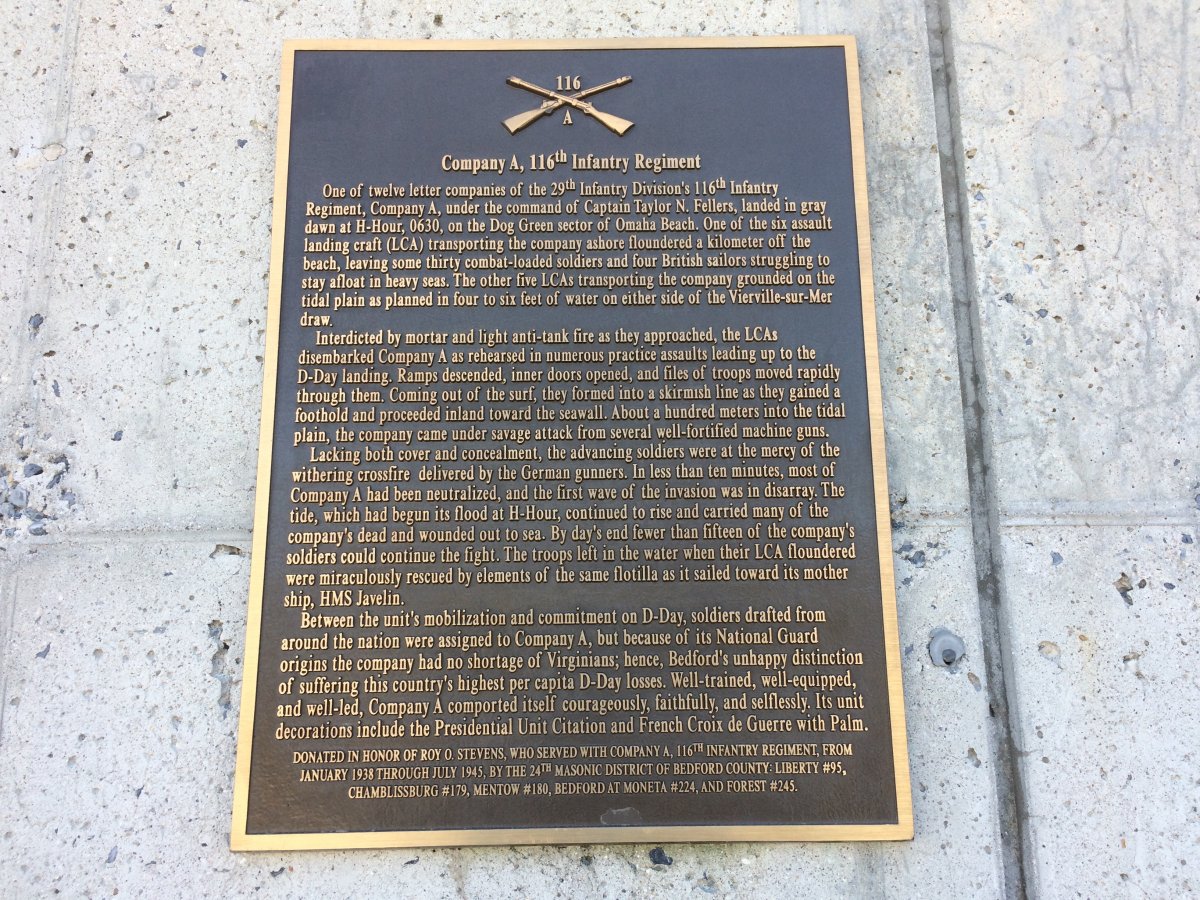 116
A
Company A, 116th Infantry Regiment
One of twelve letter companies of the 29th Infantry Division's 116th Infantry
Regiment, Company A, under the command of Captain Taylor N. Fellers, landed in gray
dawn at H-Hour, 0630, on the Dog Green sector of Omaha Beach. One of the six assault
landing craft (LCA) transporting the company ashore floundered a kilometer off the
beach, leaving some thirty combat-loaded soldiers and four British sailors struggling to
stay afloat in heavy seas. The other five LCAs transporting the company grounded on the
tidal plain as planned in four to six feet of water on either side of the Vierville-sur-Mer
draw.
Interdicted by mortar and light anti-tank fire as they approached, the LCAs
disembarked Company A as rehearsed in numerous practice assaults leading up to the
D-Day landing. Ramps descended, inner doors opened, and files of troops moved rapidly
through them. Coming out of the surf, they formed into a skirmish line as they gained a
foothold and proceeded inland toward the seawall. About a hundred meters into the tidal
plain, the company came under savage attack from several well-fortified machine guns.
Lacking both cover and concealment, the advancing soldiers were at the mercy of the
withering crossfire delivered by the German gunners. In less than ten minutes, most of
Company A had been neutralized, and the first wave of the invasion was in disarray. The
tide, which had begun its flood at H-Hour, continued to rise and carried many of the
company's dead and wounded out to sea. By day's end fewer than fifteen of the company's
soldiers could continue the fight. The troops left in the water when their LCA floundered
were miraculously rescued by elements of the same flotilla as it sailed toward its mother
ship, HMS Javelin.
Between the unit's mobilization and commitment on D-Day, soldiers drafted from
around the nation were assigned to Company A, but because of its National Guard
origins the company had no shortage of Virginians; hence, Bedford's unhappy distinction
of suffering this country's highest per capita D-Day losses. Well-trained, well-equipped,
and well-led, Company A comported itself courageously, faithfully, and selflessly. Its unit
decorations include the Presidential Unit Citation and French Croix de Guerre with Palm.
DONATED IN HONOR OF ROY O. STEVENS, WHO SERVED WITH COMPANY A, 116TH INFANTRY REGIMENT, FROM
JANUARY 1938 THROUGH JULY 1945, BY THE 24TH MASONIC DISTRICT OF BEDFORD COUNTY: LIBERTY #95,
CHAMBLISSBURG #179, MENTOW #180, BEDFORD AT MONETA #224, AND FOREST #245.